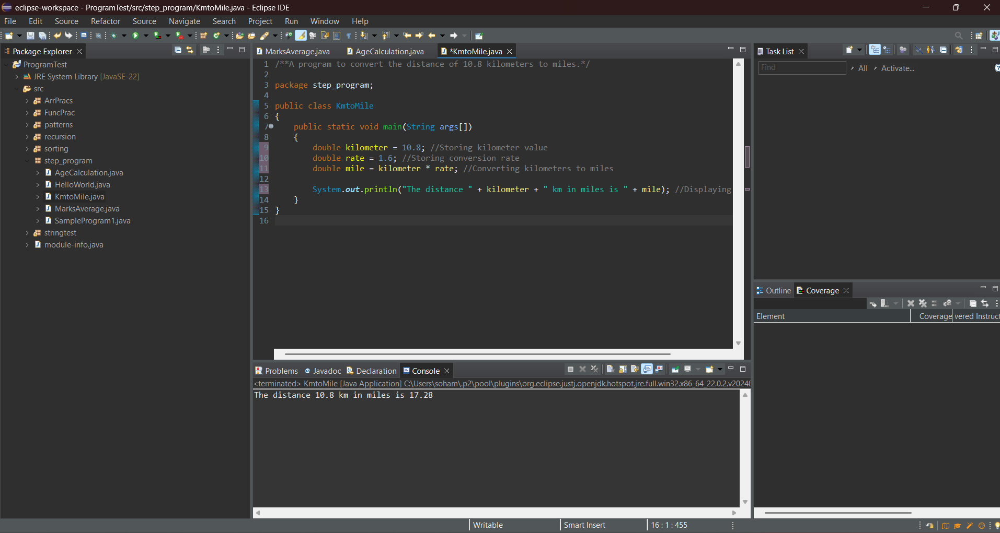 eclipse-workspace - ProgramTest/src/step_program/KmtoMile.java - Eclipse IDE
File Edit Source Refactor Source Navigate Search Project Run Window Help
Package Explorer
ProgramTest
JRE System Library [JavaSE-22]
src
ArrPracs
FuncPrac
patterns
recursion
sorting
step_program
AgeCalculation.java
HelloWorld.java
KmtoMile.java
MarksAverage.java
SampleProgram1.java
stringtest
module-info.java
MarksAverage.java AgeCalculation.java *KmtoMile.java
1 /**A program to convert the distance of 10.8 kilometers to miles.*/
2
3 package step_program;
4
5 public class KmtoMile
6 {
7 public static void main(String args[])
8 {
9 double kilometer = 10.8; //Storing kilometer value
10 double rate = 1.6; //Storing conversion rate
11 double mile = kilometer * rate; //Converting kilometers to miles
12
13 System.out.println("The distance " + kilometer + " km in miles is " + mile); //Displaying
14 }
15 }
16
Problems Javadoc Declaration Console
<terminated> KmtoMile [Java Application] C:\Users\soham\.p2\pool\plugins\org.eclipse.justj.openjdk.hotspot.jre.full.win32.x86_64_22.0.2.v20240
The distance 10.8 km in miles is 17.28
Task List
Find All Activate...
Outline Coverage
Element Coverage vered Instruct
Writable Smart Insert 16 : 1 : 455